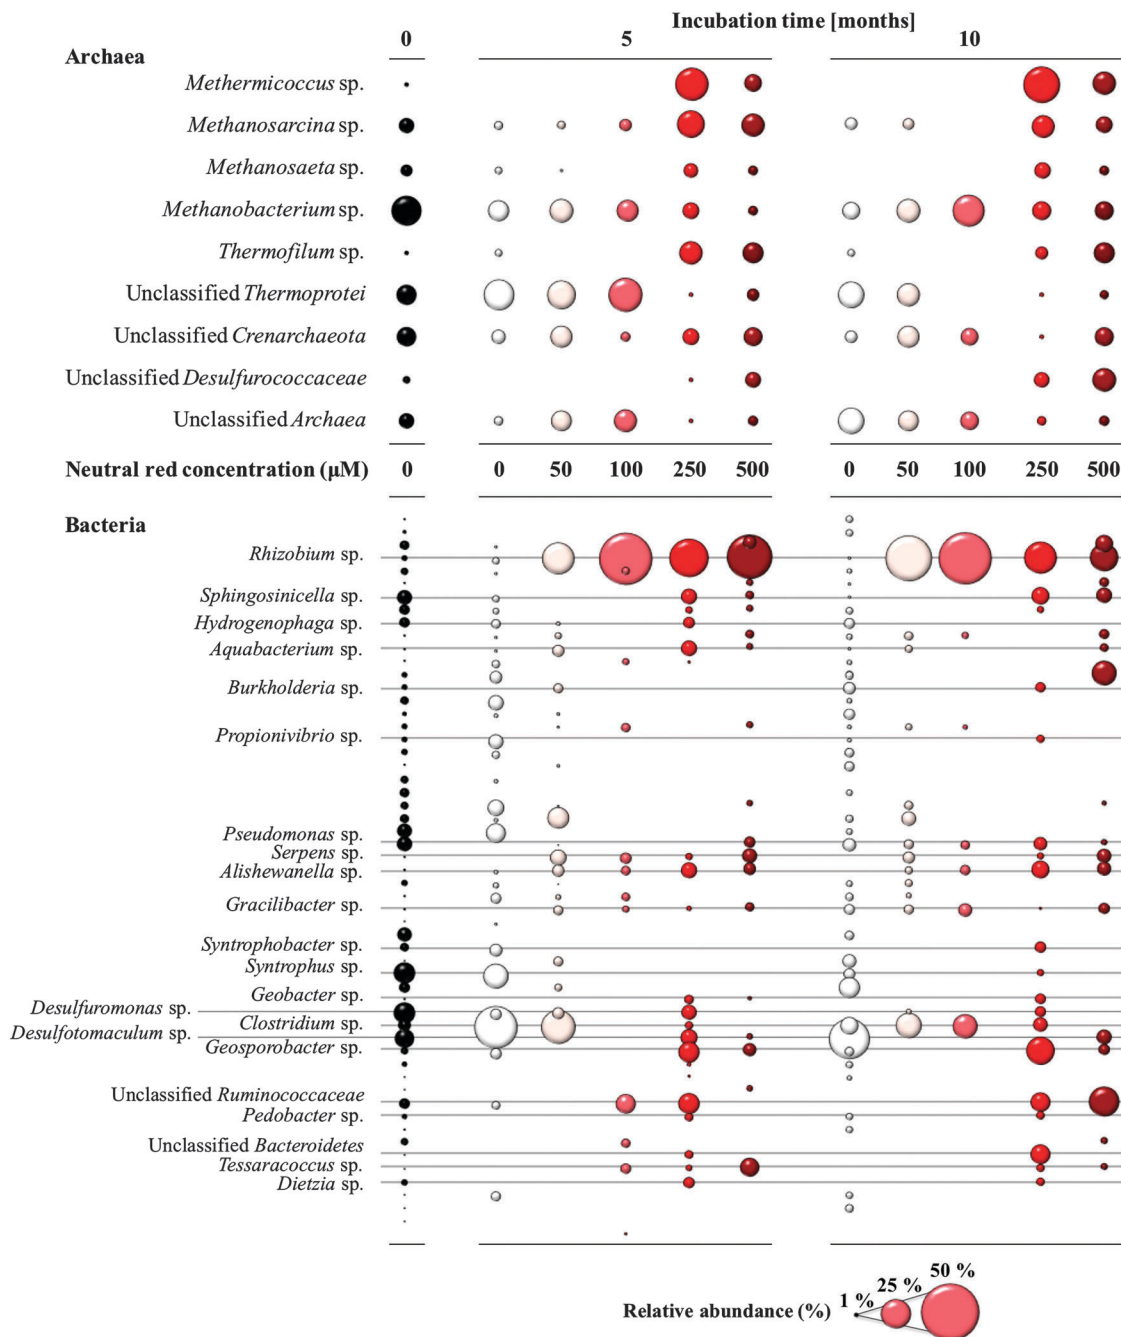 Incubation time [months]
0 5 10
Archaea
Methermicoccus sp.
Methanosarcina sp.
Methanosaeta sp.
Methanobacterium sp.
Thermofilum sp.
Unclassified Thermoprotei
Unclassified Crenarchaeota
Unclassified Desulfurococcaceae
Unclassified Archaea
Neutral red concentration (µM) 0 0 50 100 250 500 0 50 100 250 500
Bacteria
Rhizobium sp.
Sphingosinicella sp.
Hydrogenophaga sp.
Aquabacterium sp.
Burkholderia sp.
Propionivibrio sp.
Pseudomonas sp.
Serpens sp.
Alishewanella sp.
Gracilibacter sp.
Syntrophobacter sp.
Syntrophus sp.
Geobacter sp.
Desulfuromonas sp.
Clostridium sp.
Desulfotomaculum sp.
Geosporobacter sp.
Unclassified Ruminococcaceae
Pedobacter sp.
Unclassified Bacteroidetes
Tessaracoccus sp.
Dietzia sp.
Relative abundance (%) 1 % 25 % 50 %